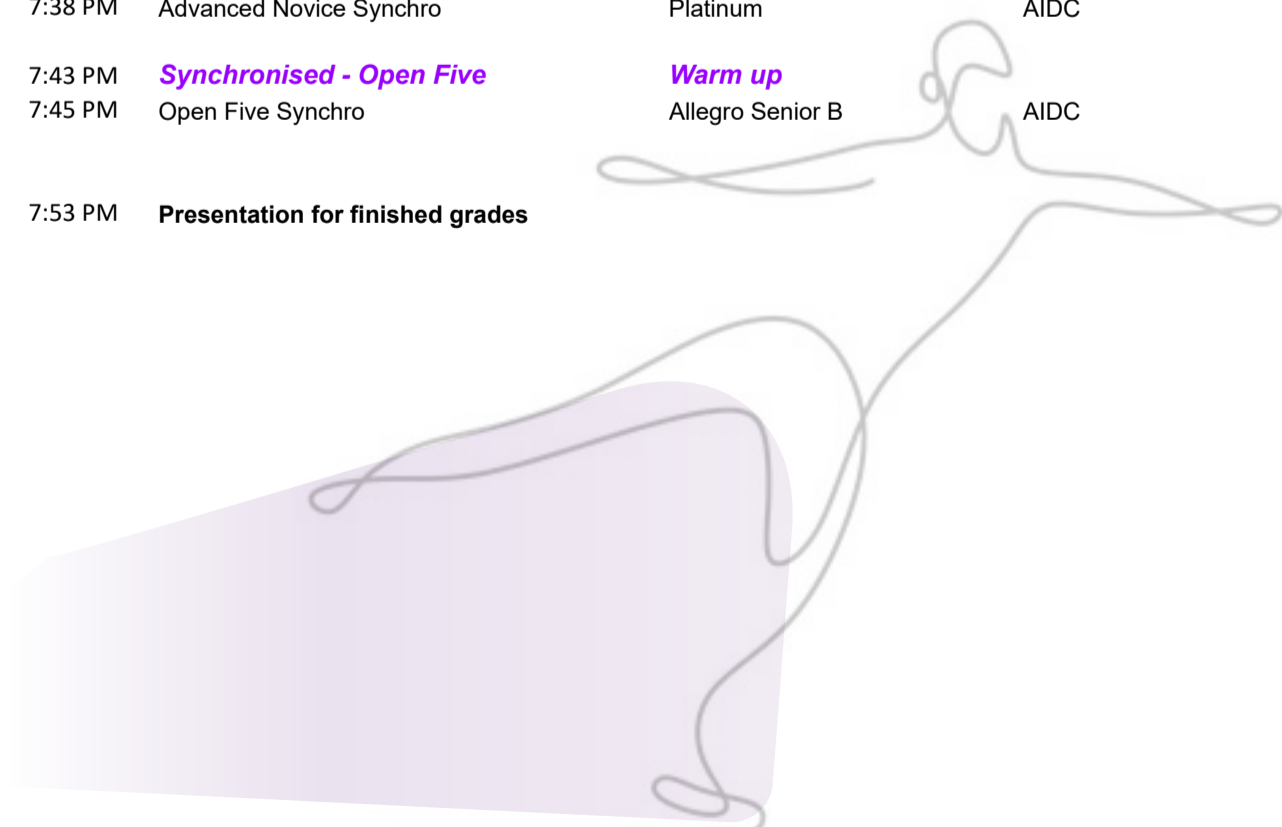 7:38 PM Advanced Novice Synchro Platinum AIDC
7:43 PM Synchronised - Open Five Warm up
7:45 PM Open Five Synchro Allegro Senior B AIDC
7:53 PM Presentation for finished grades